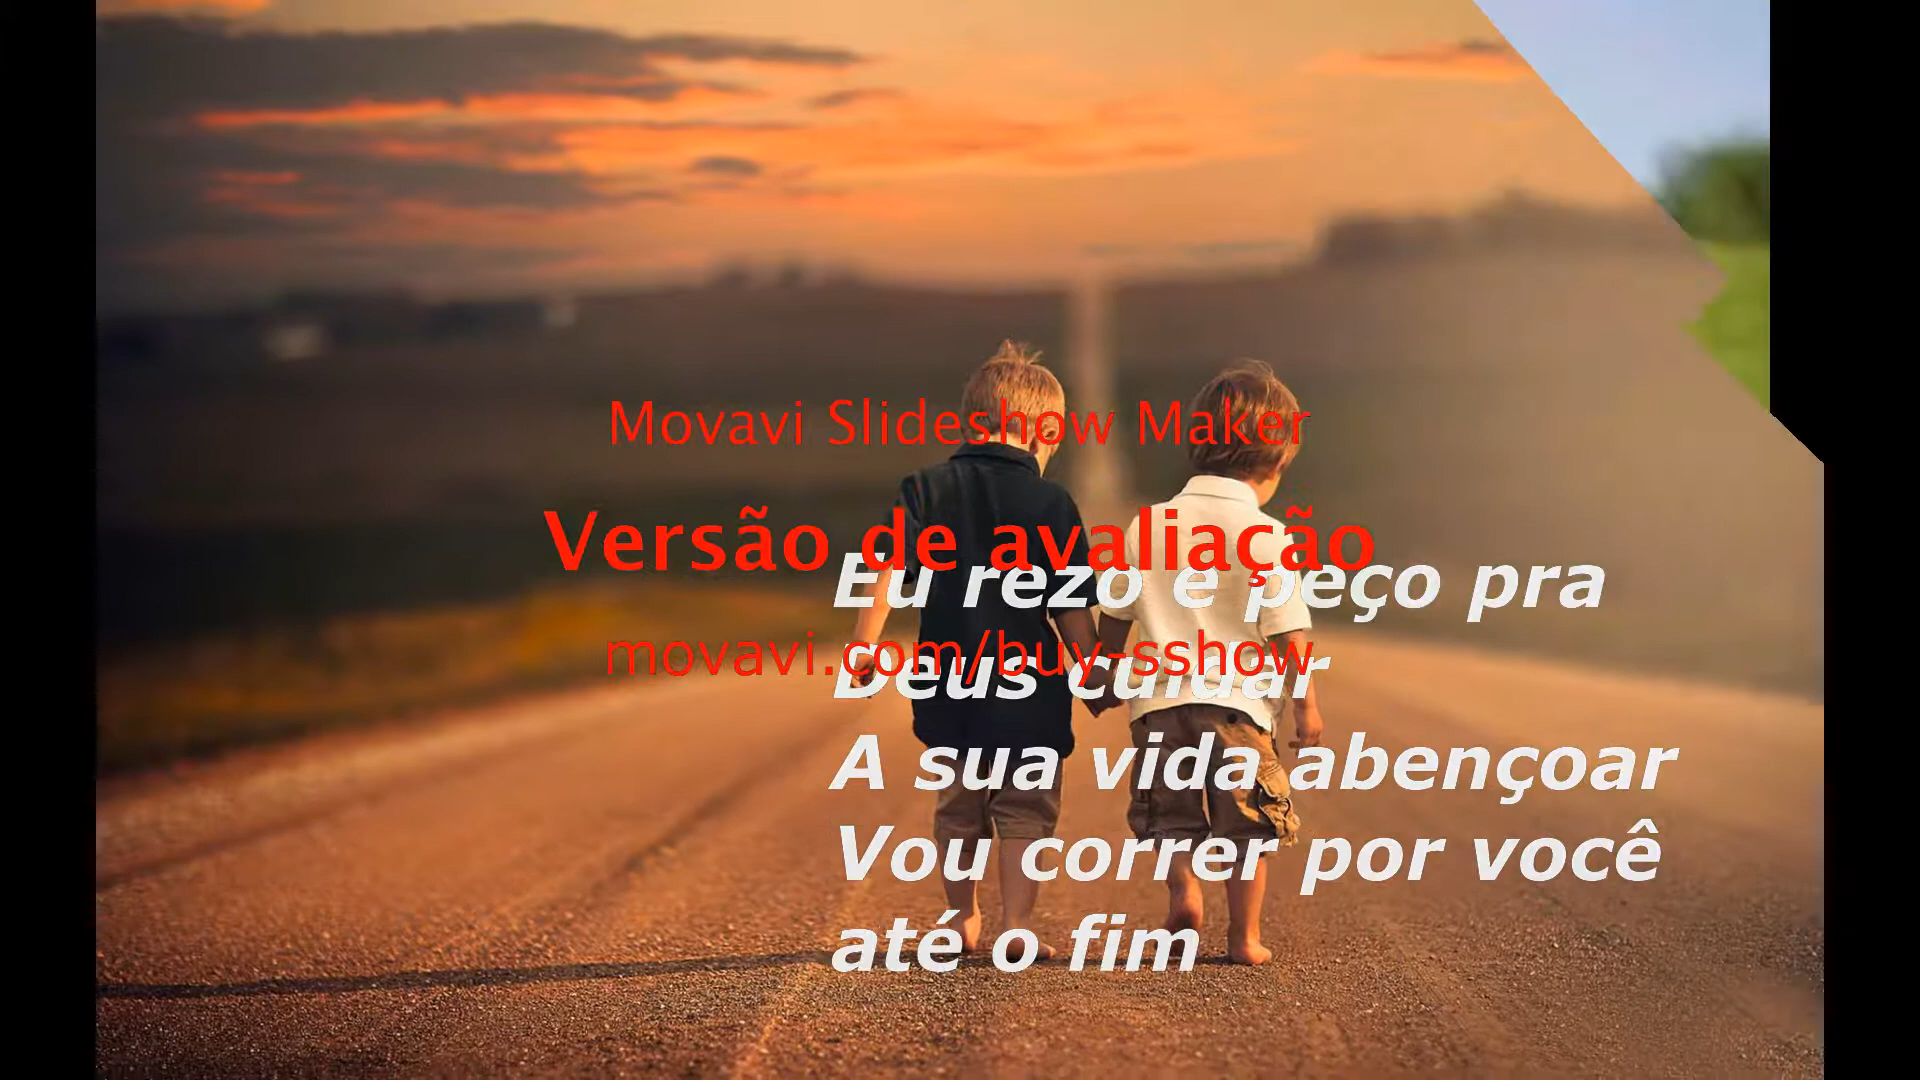 Movavi Slideshow Maker
Versão de avaliação
Eu rezo e peço pra
movavi.com/buy-sshow
Deus cuidar
A sua vida abençoar
Vou correr por você
até o fim